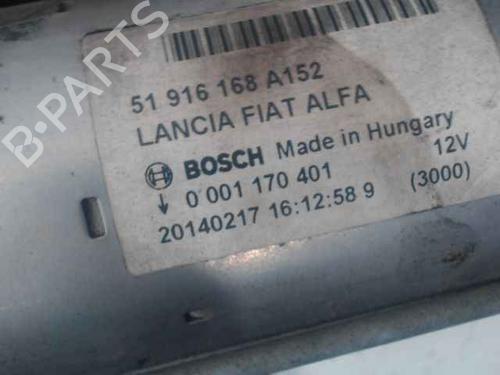 51 916 168 A152
LANCIA FIAT ALFA
BOSCH Made in Hungary
0 001 170 401 12V
20140217 16:12:58 9 (3000)
B-PARTS